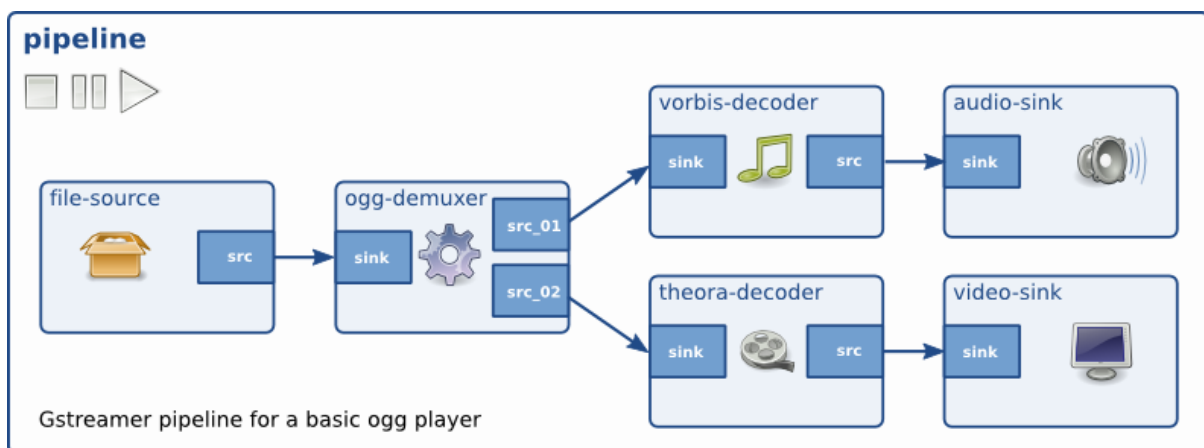 pipeline
file-source
src
ogg-demuxer
sink
src_01
src_02
vorbis-decoder
sink
src
audio-sink
sink
theora-decoder
sink
src
video-sink
sink
Gstreamer pipeline for a basic ogg player